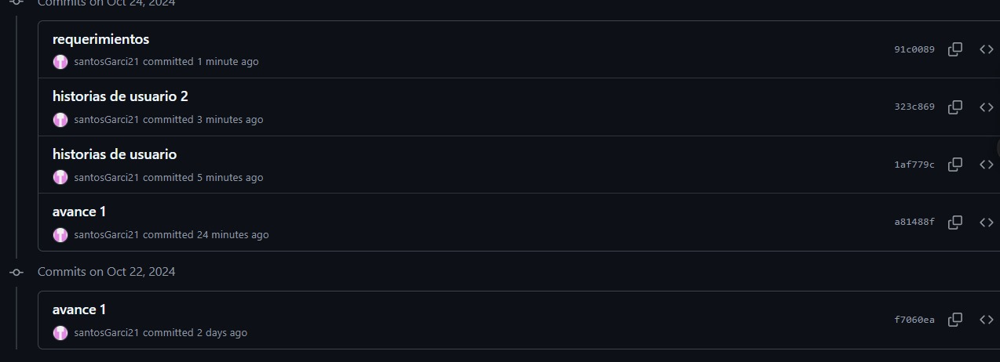 Commits on Oct 24, 2024
requerimientos
santosGarci21 committed 1 minute ago
91c0089
historias de usuario 2
santosGarci21 committed 3 minutes ago
323c869
historias de usuario
santosGarci21 committed 5 minutes ago
1af779c
avance 1
santosGarci21 committed 24 minutes ago
a81488f
Commits on Oct 22, 2024
avance 1
santosGarci21 committed 2 days ago
f7060ea